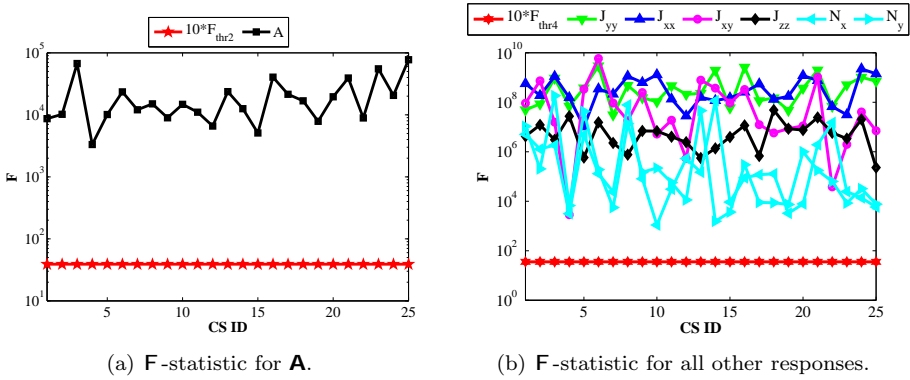 10*F_thr2 A
10^5
10^4
10^3
10^2
10^1
F
5 10 15 20 25
CS ID
(a) F-statistic for A.
10*F_thr4 J_yy J_xx J_xy J_zz N_x N_y
10^10
10^8
10^6
10^4
10^2
10^0
F
5 10 15 20 25
CS ID
(b) F-statistic for all other responses.